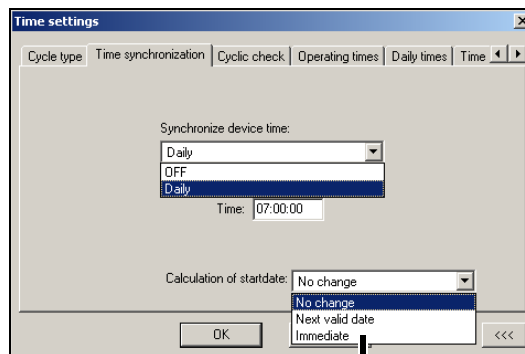 Time settings
Cycle type Time synchronization Cyclic check Operating times Daily times Time
Synchronize device time:
Daily
OFF
Daily
Time: 07:00:00
Calculation of startdate: No change
No change
Next valid date
Immediate
OK <<<